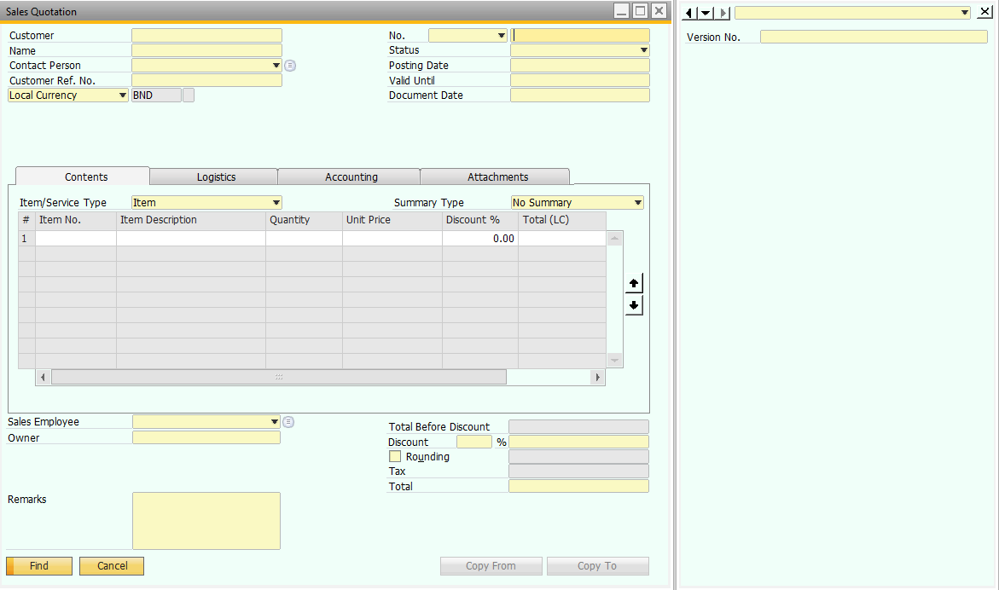 Sales Quotation
Customer
Name
Contact Person
Customer Ref. No.
Local Currency BND
No.
Status
Posting Date
Valid Until
Document Date
Version No.
Contents Logistics Accounting Attachments
Item/Service Type Item Summary Type No Summary
# Item No. Item Description Quantity Unit Price Discount % Total (LC)
1 0.00
Sales Employee
Owner
Total Before Discount
Discount %
Rounding
Tax
Total
Remarks
Find Cancel Copy From Copy To